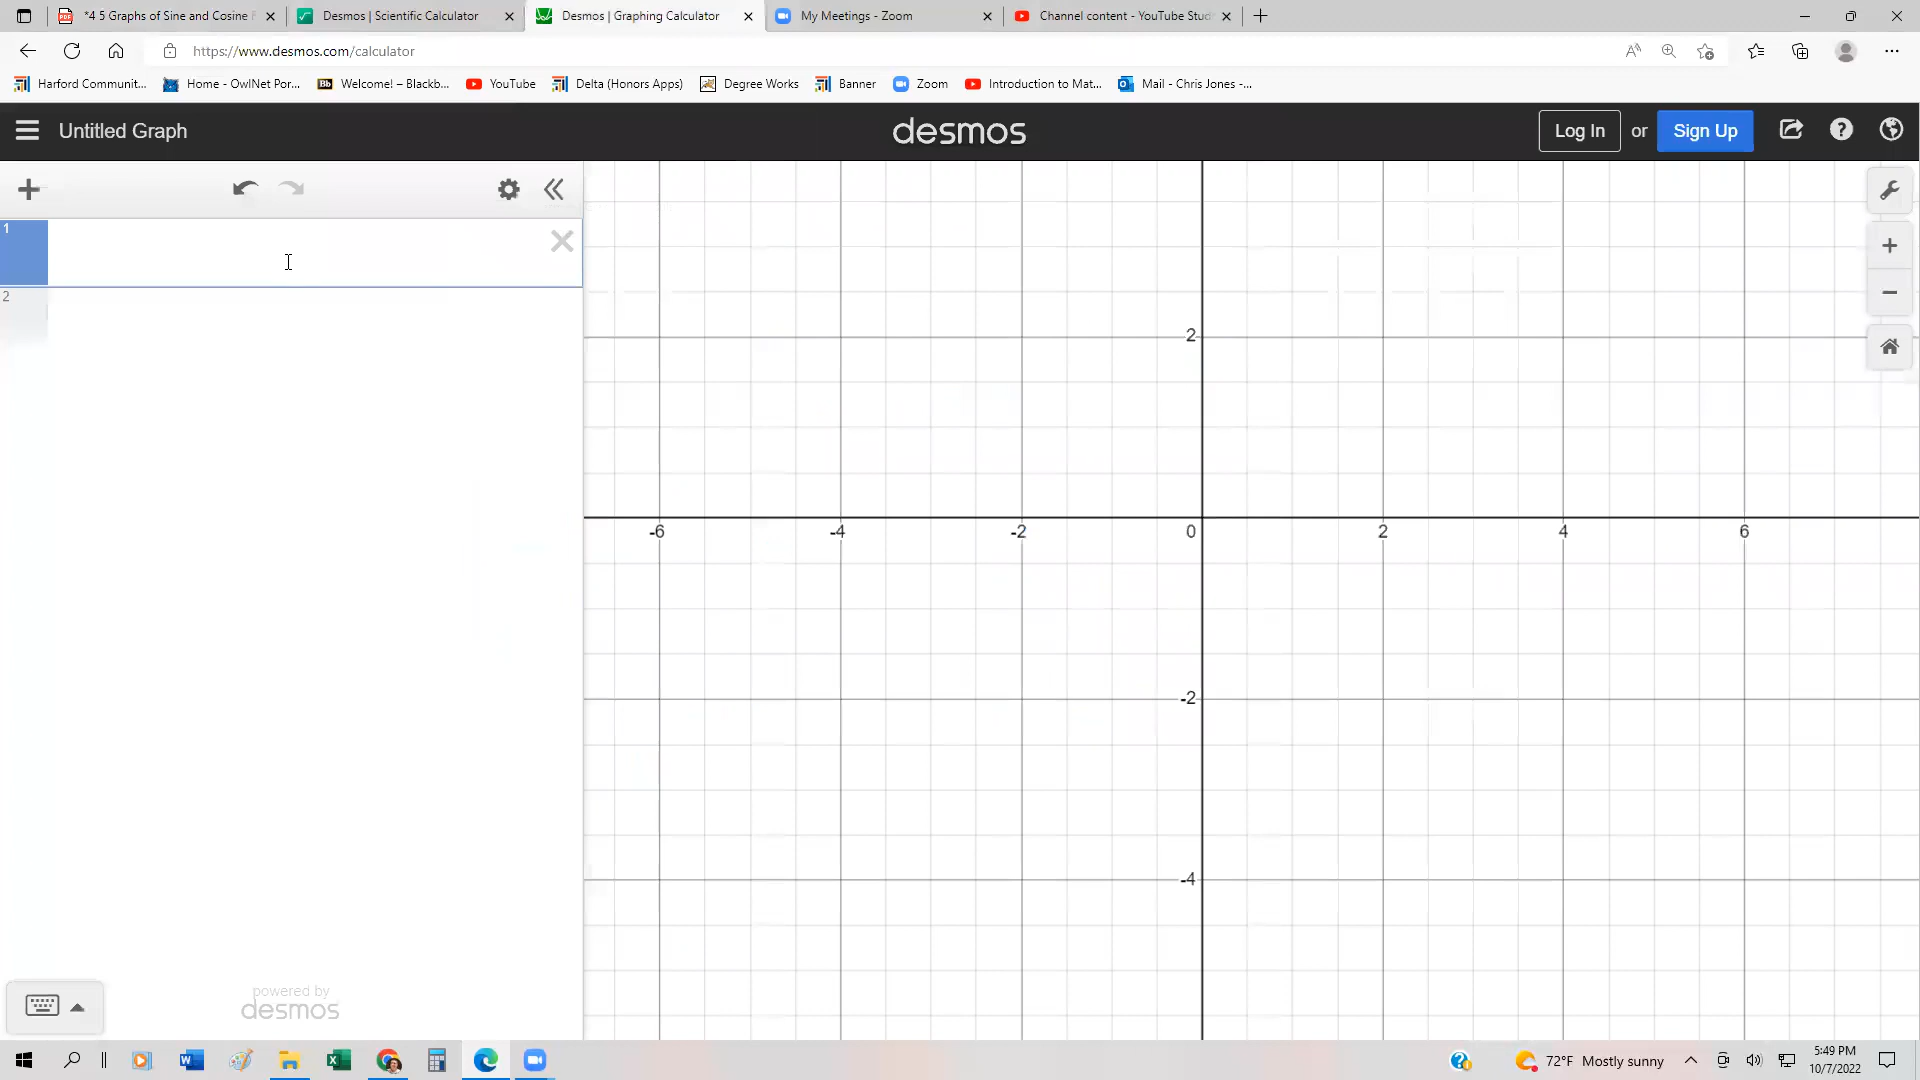 *4 5 Graphs of Sine and Cosine F
Desmos | Scientific Calculator
Desmos | Graphing Calculator
My Meetings - Zoom
Channel content - YouTube Stud
https://www.desmos.com/calculator
Harford Communit...
Home - OwlNet Por...
Bb Welcome! – Blackb...
YouTube
Delta (Honors Apps)
Degree Works
Banner
Zoom
Introduction to Mat...
Mail - Chris Jones -...
Untitled Graph
desmos
Log In or Sign Up
1
2
2
-6 -4 -2 0 2 4 6
-2
-4
powered by
desmos
72°F Mostly sunny
5:49 PM
10/7/2022